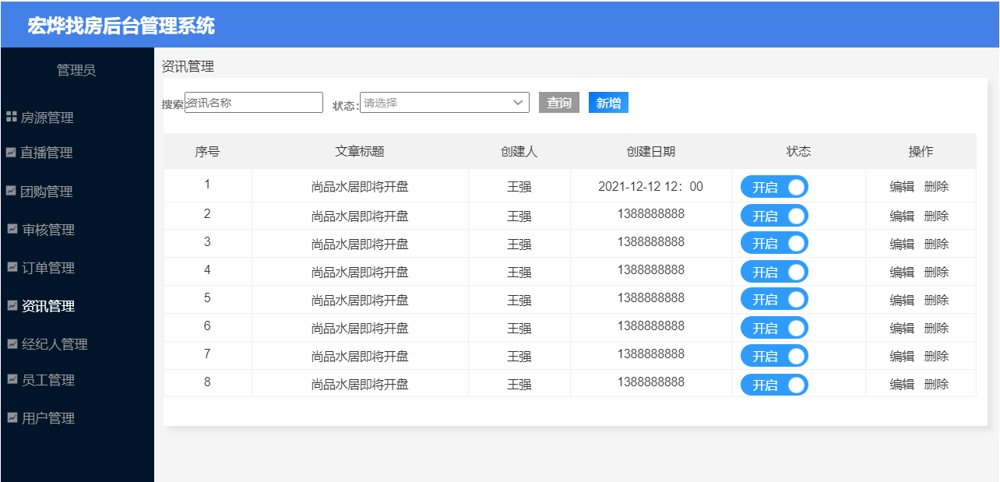 宏烨找房后台管理系统
管理员
房源管理
直播管理
团购管理
审核管理
订单管理
资讯管理
经纪人管理
员工管理
用户管理
资讯管理
搜索:资讯名称 状态:请选择 查询 新增
序号 文章标题 创建人 创建日期 状态 操作
1 尚品水居即将开盘 王强 2021-12-12 12：00 开启 编辑 删除
2 尚品水居即将开盘 王强 1388888888 开启 编辑 删除
3 尚品水居即将开盘 王强 1388888888 开启 编辑 删除
4 尚品水居即将开盘 王强 1388888888 开启 编辑 删除
5 尚品水居即将开盘 王强 1388888888 开启 编辑 删除
6 尚品水居即将开盘 王强 1388888888 开启 编辑 删除
7 尚品水居即将开盘 王强 1388888888 开启 编辑 删除
8 尚品水居即将开盘 王强 1388888888 开启 编辑 删除